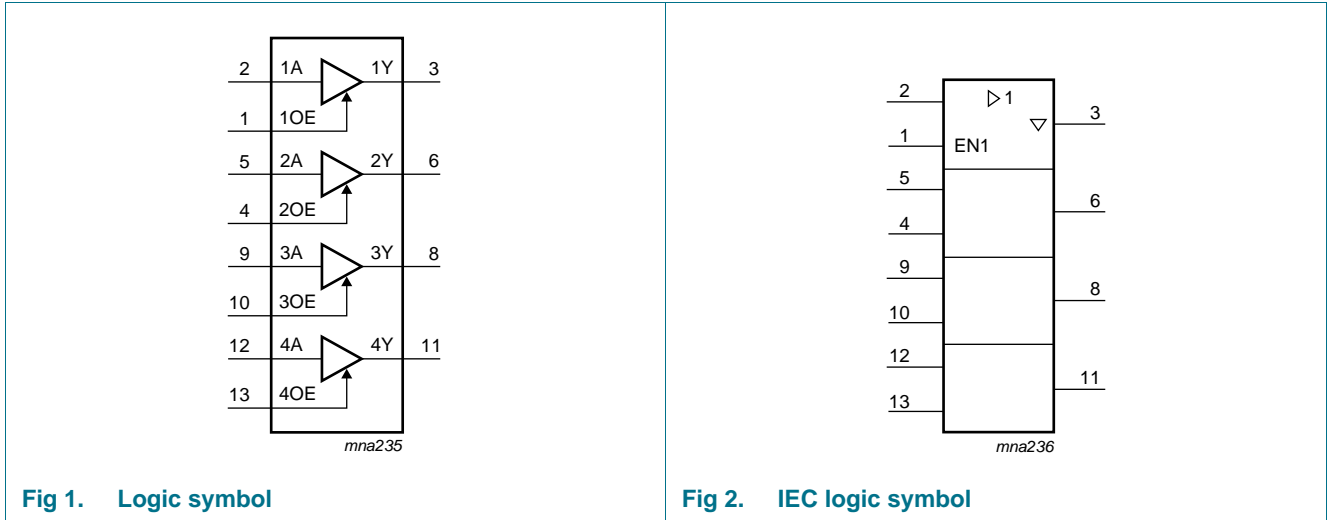 2 1A 1Y 3
1 1OE
5 2A 2Y 6
4 2OE
9 3A 3Y 8
10 3OE
12 4A 4Y 11
13 4OE
mna235
Fig 1. Logic symbol
2 1
3
1 EN1
5
6
4
9
8
10
12
11
13
mna236
Fig 2. IEC logic symbol